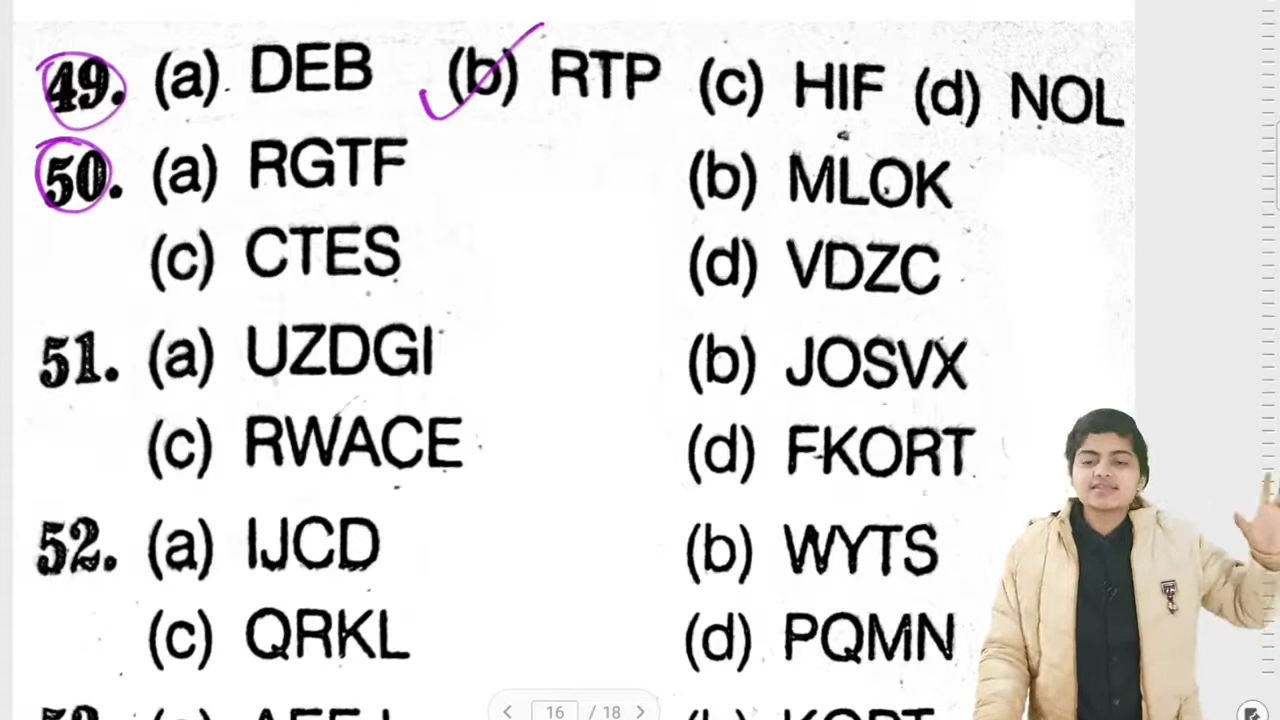 49. (a) DEB (b) RTP (c) HIF (d) NOL
50. (a) RGTF (b) MLOK
(c) CTES (d) VDZC
51. (a) UZDGI (b) JOSVX
(c) RWACE (d) FKORT
52. (a) IJCD (b) WYTS
(c) QRKL (d) PQMN
< 16 / 18 >